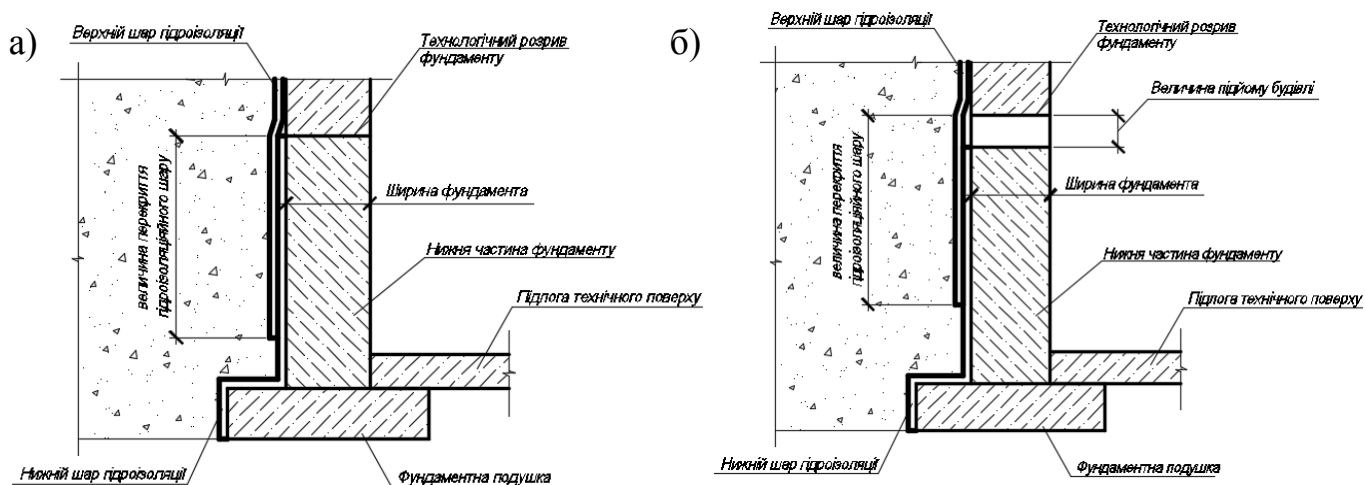 а)
Верхній шар гідроізоляції
Технологічний розрив
фундаменту
величина перекриття
гідроізоляційного шару
Ширина фундамента
Нижня частина фундаменту
Підлога технічного поверху
Нижній шар гідроізоляції
Фундаментна подушка
б)
Верхній шар гідроізоляції
Технологічний розрив
фундаменту
Величина підйому будівлі
величина перекриття
гідроізоляційного шару
Ширина фундамента
Нижня частина фундаменту
Підлога технічного поверху
Нижній шар гідроізоляції
Фундаментна подушка